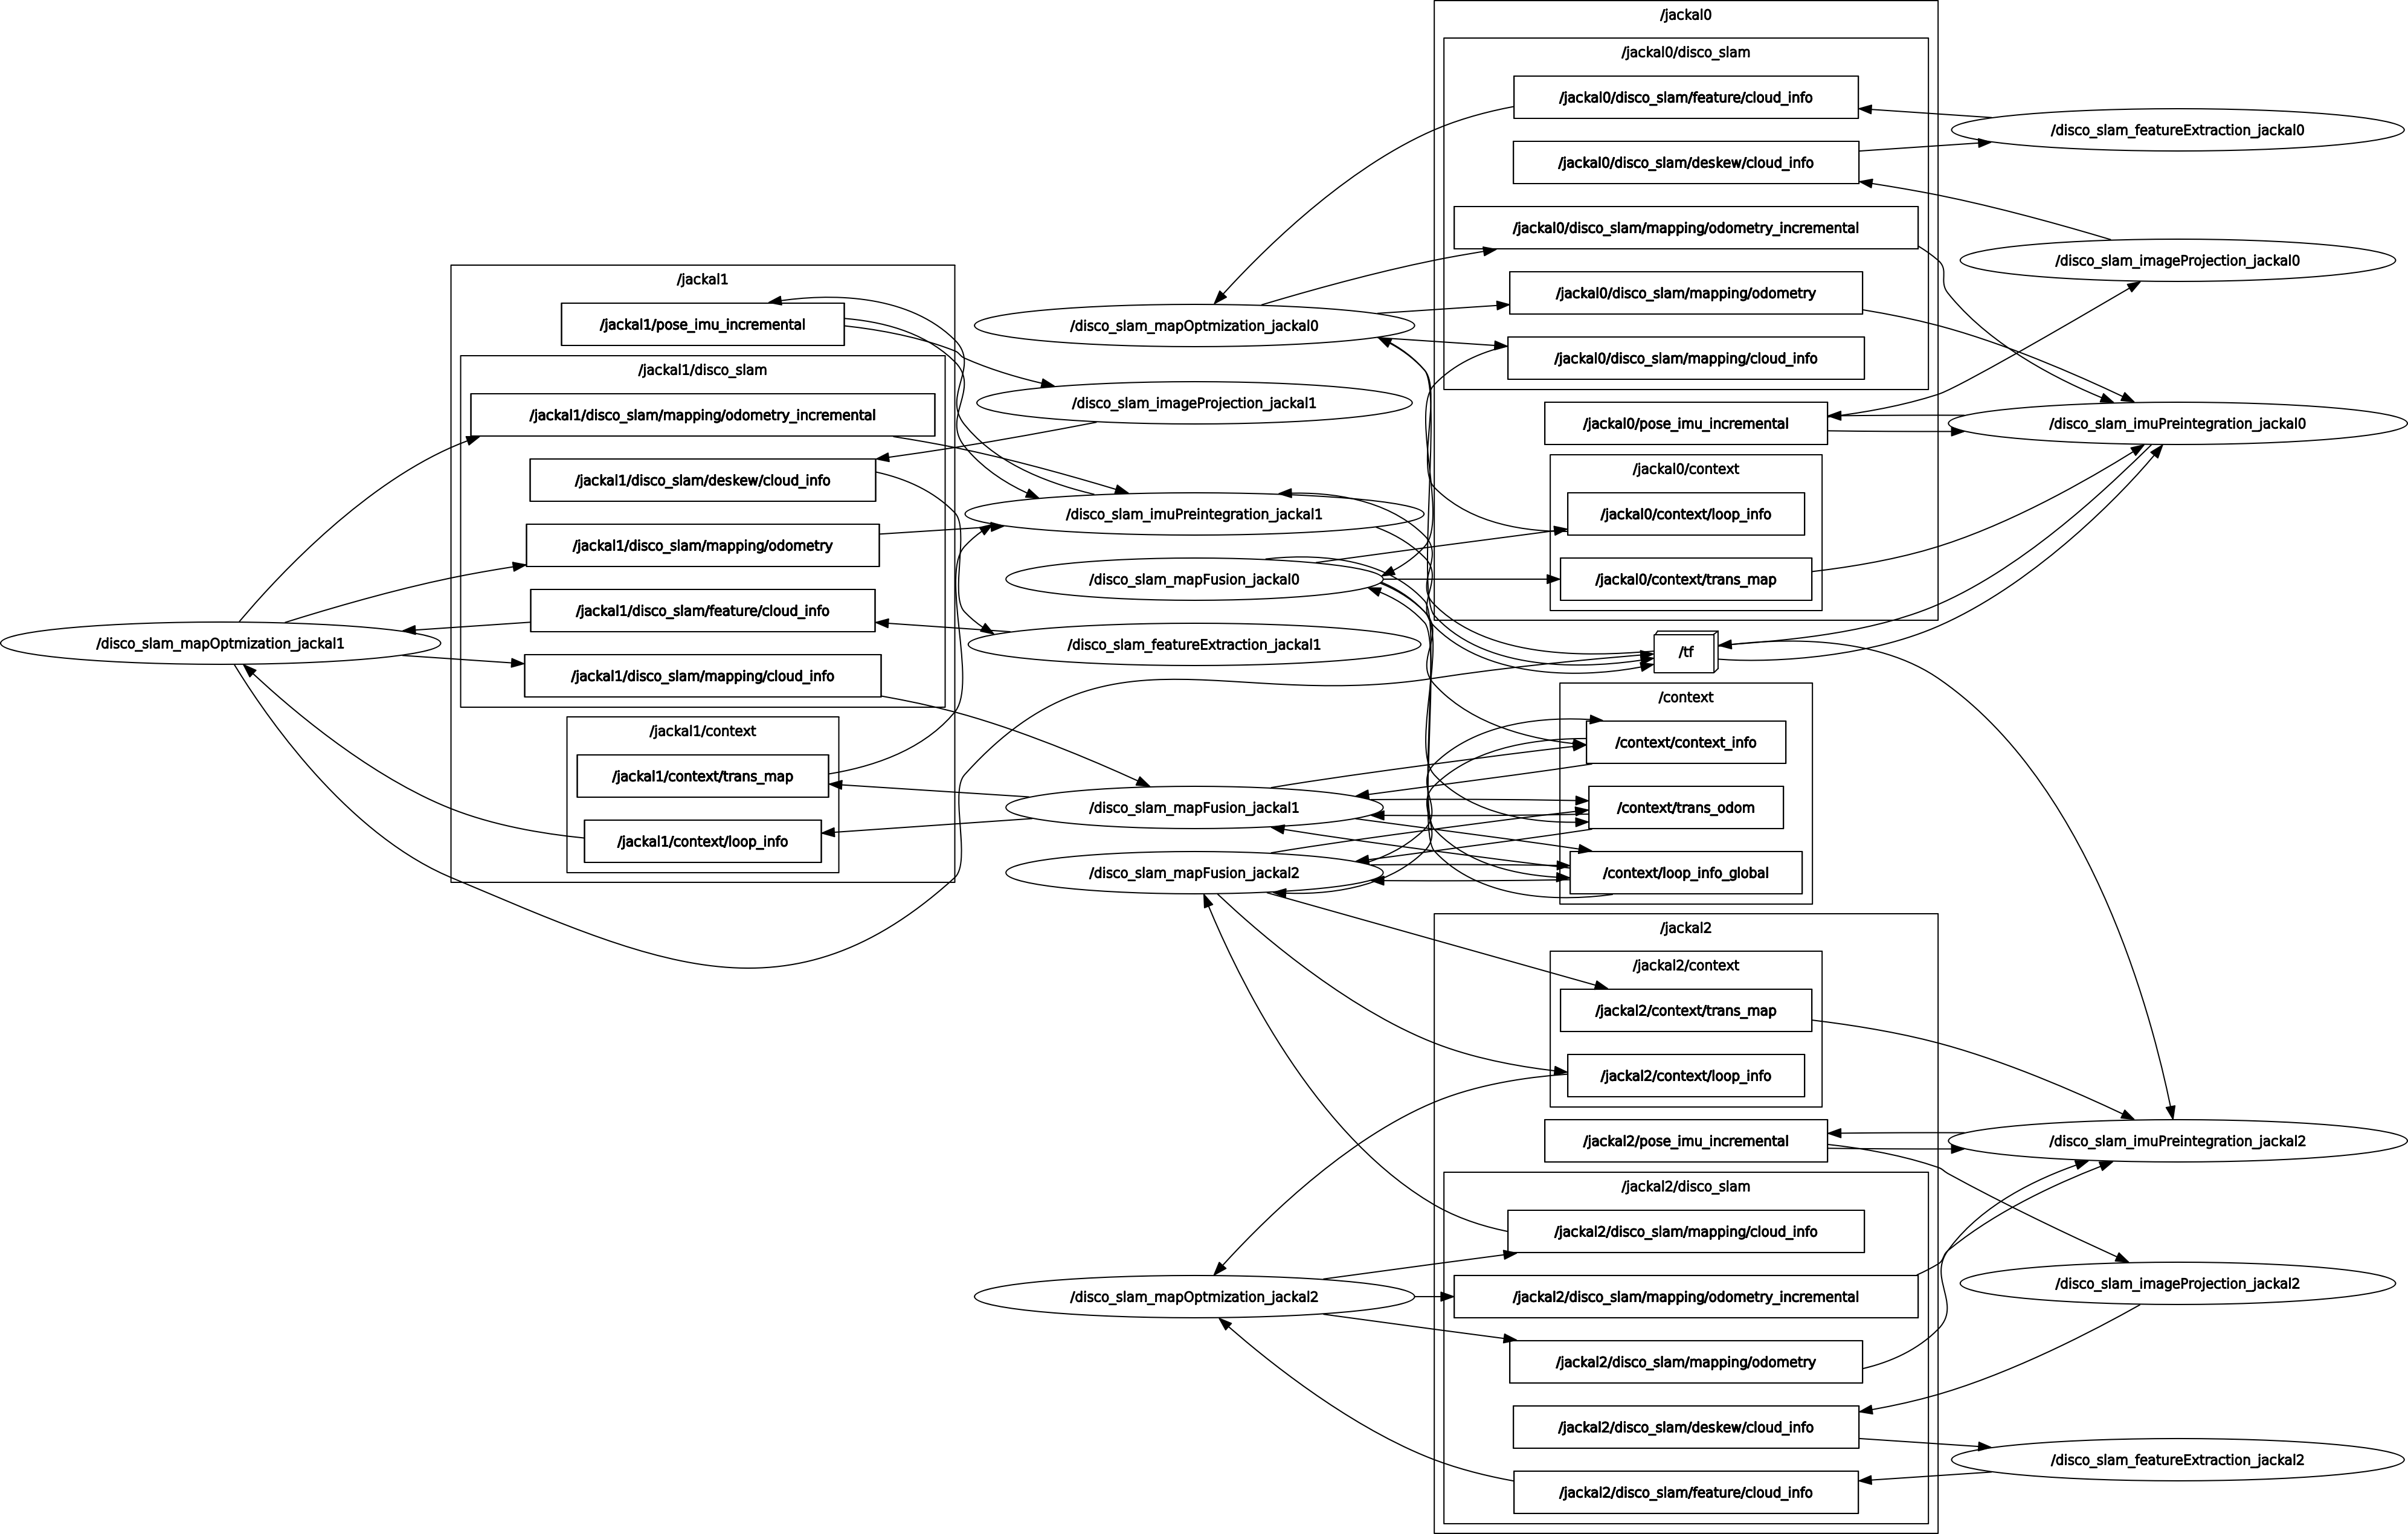 /jackal0
/jackal0/disco_slam
/jackal0/disco_slam/feature/cloud_info
/disco_slam_featureExtraction_jackal0
/jackal0/disco_slam/deskew/cloud_info
/jackal0/disco_slam/mapping/odometry_incremental
/disco_slam_imageProjection_jackal0
/jackal1
/jackal0/disco_slam/mapping/odometry
/jackal1/pose_imu_incremental
/disco_slam_mapOptmization_jackal0
/jackal0/disco_slam/mapping/cloud_info
/jackal1/disco_slam
/disco_slam_imageProjection_jackal1
/jackal1/disco_slam/mapping/odometry_incremental
/jackal0/pose_imu_incremental
/disco_slam_imuPreintegration_jackal0
/jackal0/context
/jackal1/disco_slam/deskew/cloud_info
/disco_slam_imuPreintegration_jackal1
/jackal0/context/loop_info
/jackal1/disco_slam/mapping/odometry
/disco_slam_mapFusion_jackal0
/jackal0/context/trans_map
/jackal1/disco_slam/feature/cloud_info
/disco_slam_mapOptmization_jackal1
/disco_slam_featureExtraction_jackal1
/tf
/jackal1/disco_slam/mapping/cloud_info
/context
/jackal1/context
/context/context_info
/jackal1/context/trans_map
/disco_slam_mapFusion_jackal1
/context/trans_odom
/jackal1/context/loop_info
/disco_slam_mapFusion_jackal2
/context/loop_info_global
/jackal2
/jackal2/context
/jackal2/context/trans_map
/jackal2/context/loop_info
/jackal2/pose_imu_incremental
/disco_slam_imuPreintegration_jackal2
/jackal2/disco_slam
/jackal2/disco_slam/mapping/cloud_info
/disco_slam_imageProjection_jackal2
/disco_slam_mapOptmization_jackal2
/jackal2/disco_slam/mapping/odometry_incremental
/jackal2/disco_slam/mapping/odometry
/jackal2/disco_slam/deskew/cloud_info
/disco_slam_featureExtraction_jackal2
/jackal2/disco_slam/feature/cloud_info